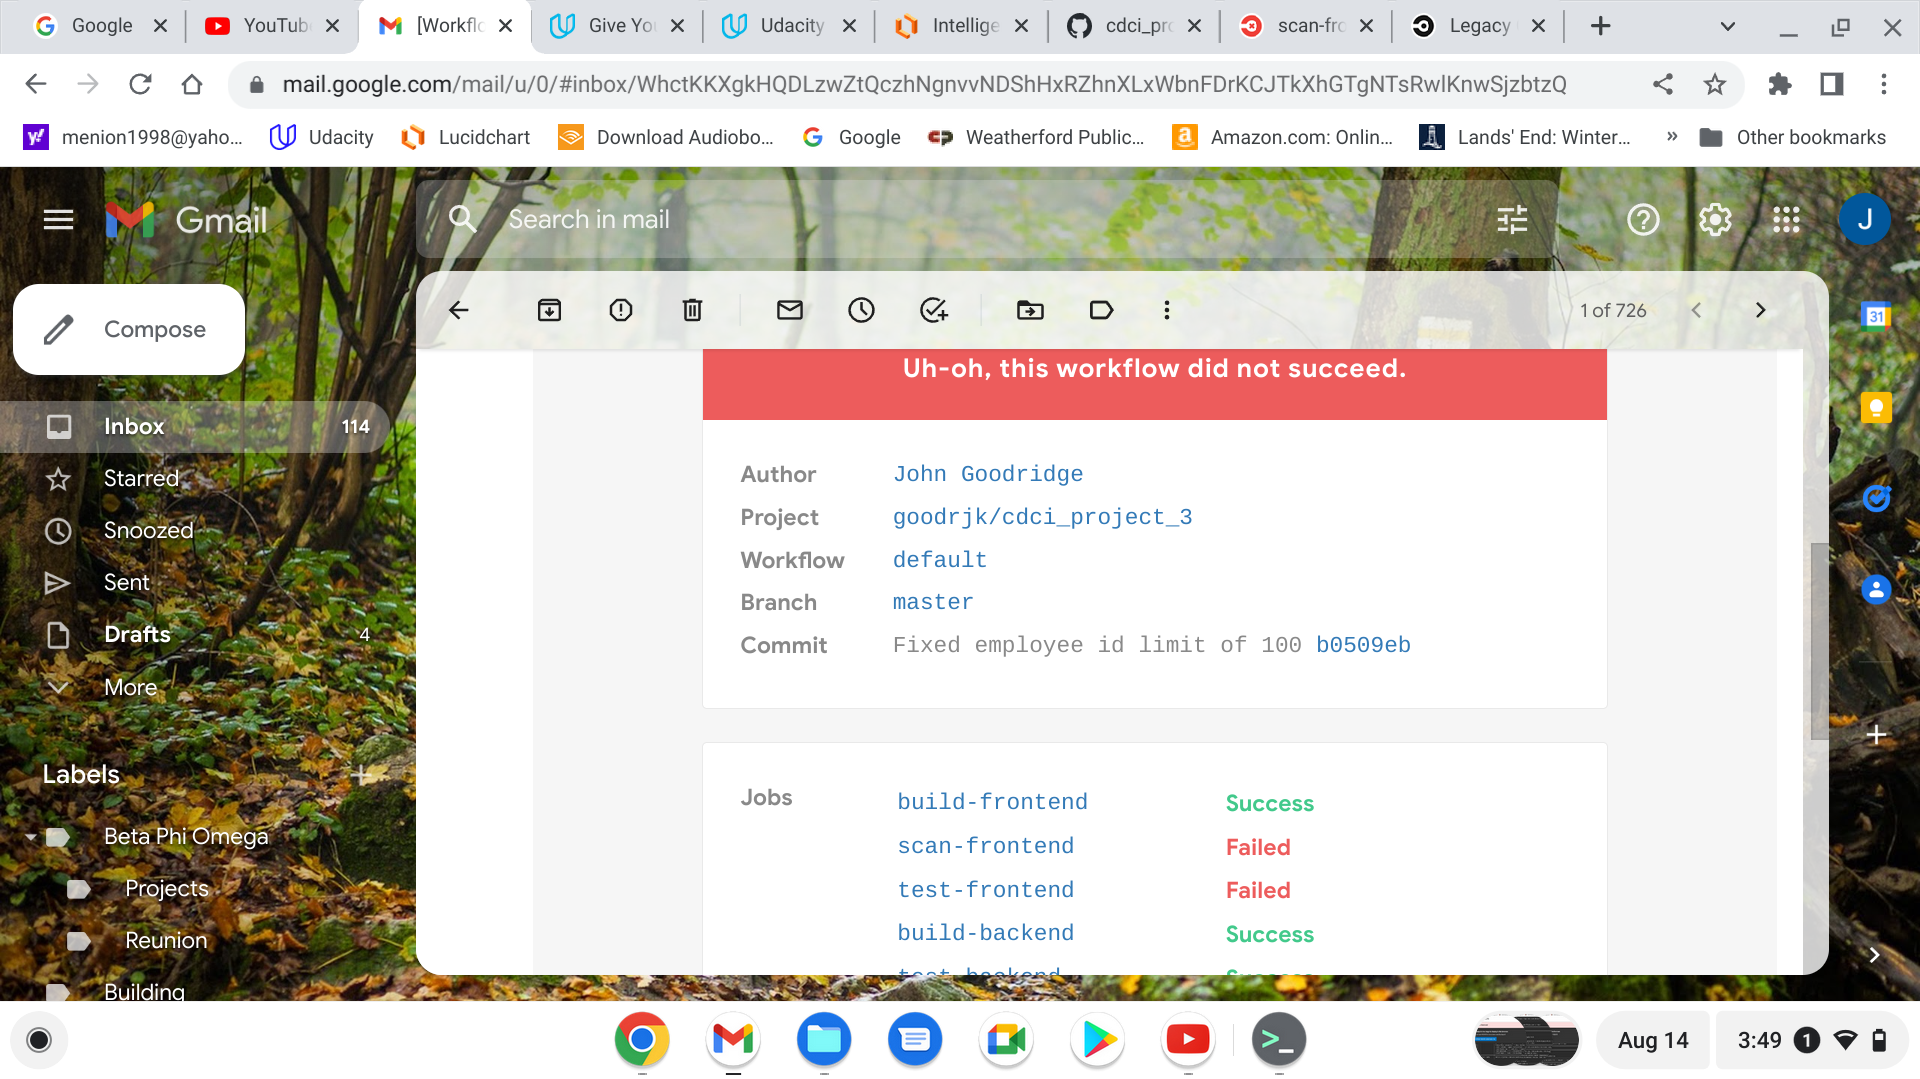 Google
YouTub
[Workflo
Give Yo
Udacity
Intellige
cdci_pro
scan-fro
Legacy
mail.google.com/mail/u/0/#inbox/WhctKKXgkHQDLzwZtQczhNgnvvNDShHxRZhnXLxWbnFDrKCJTkXhGTgNTsRwlKnwSjzbtzQ
menion1998@yaho...
Udacity
Lucidchart
Download Audiobo...
Google
Weatherford Public...
Amazon.com: Onlin...
Lands' End: Winter...
»
Other bookmarks
Gmail
Search in mail
J
Compose
1 of 726
31
Inbox 114
Starred
Snoozed
Sent
Drafts 4
More
Labels
Beta Phi Omega
Projects
Reunion
Building
Uh-oh, this workflow did not succeed.
Author John Goodridge
Project goodrjk/cdci_project_3
Workflow default
Branch master
Commit Fixed employee id limit of 100 b0509eb
Jobs build-frontend Success
scan-frontend Failed
test-frontend Failed
build-backend Success
test-backend Success
Aug 14
3:49 1